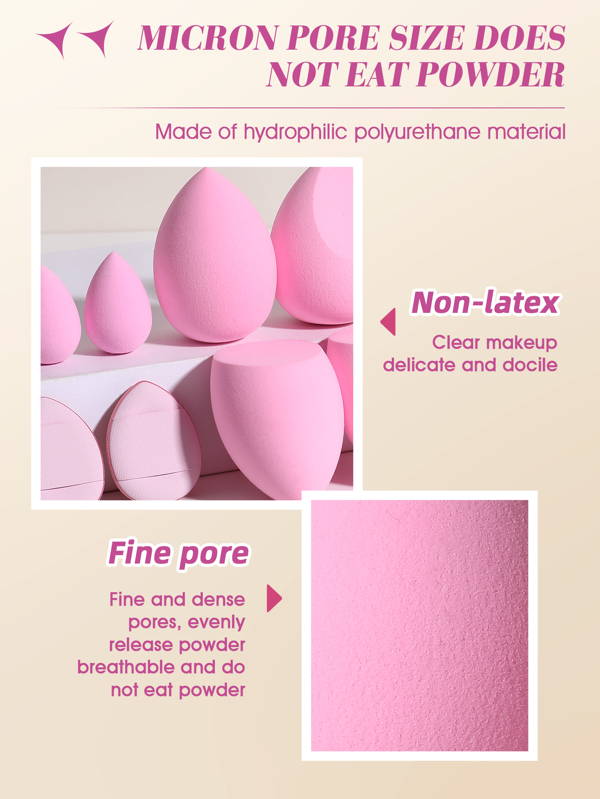 MICRON PORE SIZE DOES
NOT EAT POWDER
Made of hydrophilic polyurethane material
Non-latex
Clear makeup
delicate and docile
Fine pore
Fine and dense
pores, evenly
release powder
breathable and do
not eat powder